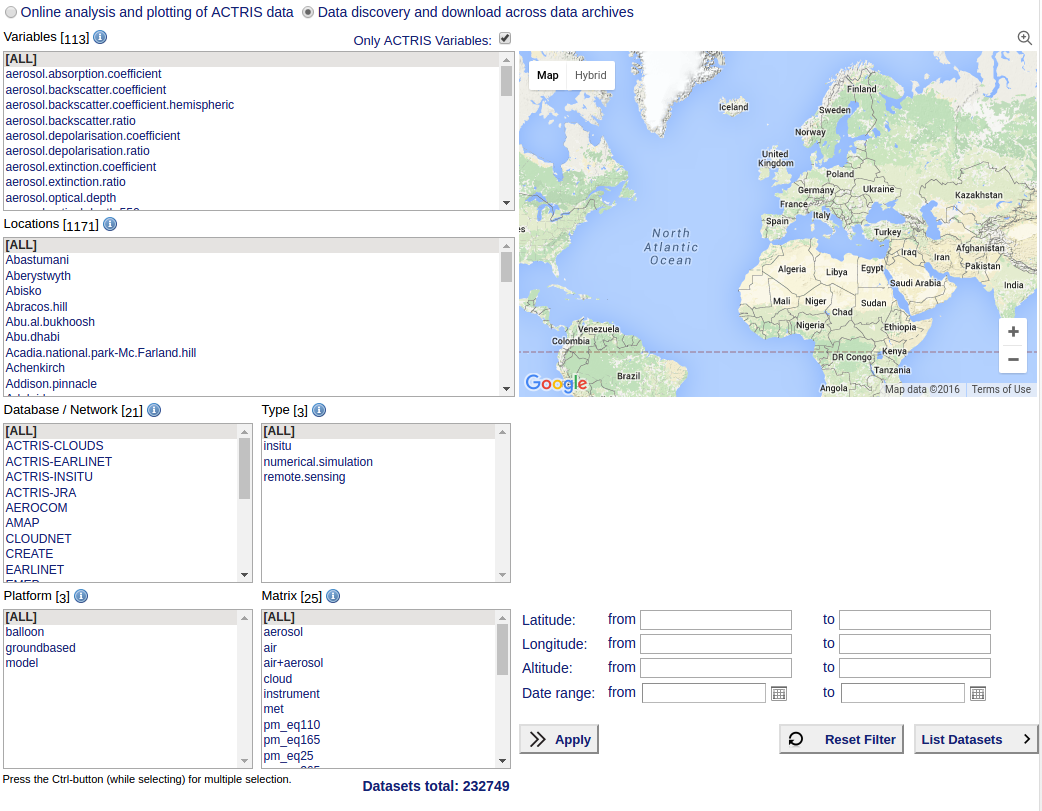 Online analysis and plotting of ACTRIS data Data discovery and download across data archives
Variables [113] Only ACTRIS Variables:
[ALL]
aerosol.absorption.coefficient
aerosol.backscatter.coefficient
aerosol.backscatter.coefficient.hemispheric
aerosol.backscatter.ratio
aerosol.depolarisation.coefficient
aerosol.depolarisation.ratio
aerosol.extinction.coefficient
aerosol.extinction.ratio
aerosol.optical.depth
Locations [1171]
[ALL]
Abastumani
Aberystwyth
Abisko
Abracos.hill
Abu.al.bukhoosh
Abu.dhabi
Acadia.national.park-Mc.Farland.hill
Achenkirch
Addison.pinnacle
Map Hybrid
Iceland
Finland
Sweden
Norway
United
Kingdom
Poland
Germany
Ukraine
France
Kazakhstan
Italy
Spain
Turkey
es
North
Atlantic
Ocean
Iraq
Iran
Afghanistan
Pakistan
Algeria
Libya
Egypt
Saudi Arabia
India
Mali
Niger
Sudan
Chad
Nigeria
Ethiopia
Venezuela
Colombia
DR Congo
Kenya
Tanzania
Brazil
Angola
+
−
Google
Map data ©2016 Terms of Use
Database / Network [21] Type [3]
[ALL]
ACTRIS-CLOUDS
ACTRIS-EARLINET
ACTRIS-INSITU
ACTRIS-JRA
AEROCOM
AMAP
CLOUDNET
CREATE
EARLINET
[ALL]
insitu
numerical.simulation
remote.sensing
Platform [3] Matrix [25]
[ALL]
balloon
groundbased
model
[ALL]
aerosol
air
air+aerosol
cloud
instrument
met
pm_eq110
pm_eq165
pm_eq25
Latitude: from to
Longitude: from to
Altitude: from to
Date range: from to
Apply Reset Filter List Datasets
Press the Ctrl-button (while selecting) for multiple selection.
Datasets total: 232749